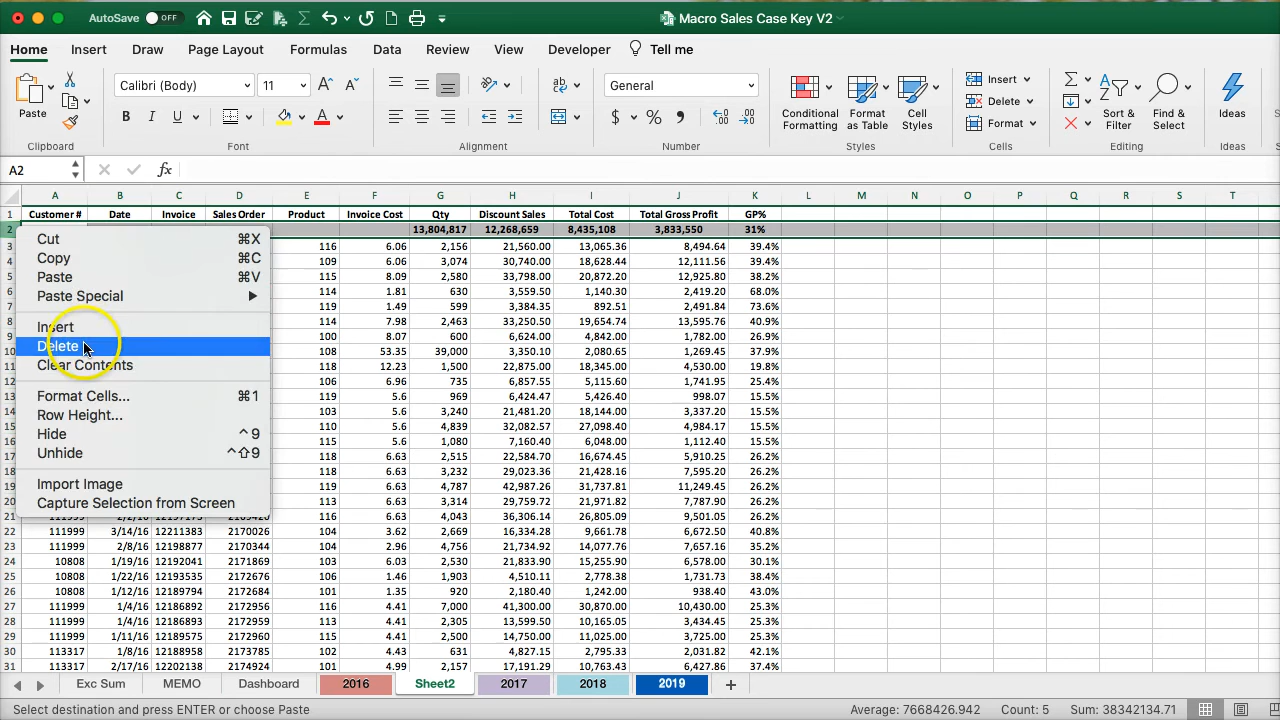 AutoSave OFF Macro Sales Case Key V2
Home Insert Draw Page Layout Formulas Data Review View Developer Tell me
Calibri (Body) 11 A^ A˅ ab General Insert Σ
Paste B I U A $ % 9 Conditional Formatting Format as Table Cell Styles Delete Format Sort & Filter Find & Select Ideas
Clipboard Font Alignment Number Styles Cells Editing Ideas
A2 fx
A B C D E F G H I J K L M N O P Q R S T
1 Customer # Date Invoice Sales Order Product Invoice Cost Qty Discount Sales Total Cost Total Gross Profit GP%
2 13,804,817 12,268,659 8,435,108 3,833,550 31%
3 116 6.06 2,156 21,560.00 13,065.36 8,494.64 39.4%
4 109 6.06 3,074 30,740.00 18,628.44 12,111.56 39.4%
5 115 8.09 2,580 33,798.00 20,872.20 12,925.80 38.2%
6 114 1.81 630 3,559.50 1,140.30 2,419.20 68.0%
7 119 1.49 599 3,384.35 892.51 2,491.84 73.6%
8 114 7.98 2,463 33,250.50 19,654.74 13,595.76 40.9%
9 100 8.07 600 6,624.00 4,842.00 1,782.00 26.9%
10 108 53.35 39,000 3,350.10 2,080.65 1,269.45 37.9%
11 118 12.23 1,500 22,875.00 18,345.00 4,530.00 19.8%
12 106 6.96 735 6,857.55 5,115.60 1,741.95 25.4%
13 119 5.6 969 6,424.47 5,426.40 998.07 15.5%
14 103 5.6 3,240 21,481.20 18,144.00 3,337.20 15.5%
15 110 5.6 4,839 32,082.57 27,098.40 4,984.17 15.5%
16 115 5.6 1,080 7,160.40 6,048.00 1,112.40 15.5%
17 118 6.63 2,515 22,584.70 16,674.45 5,910.25 26.2%
18 118 6.63 3,232 29,023.36 21,428.16 7,595.20 26.2%
19 119 6.63 4,787 42,987.26 31,737.81 11,249.45 26.2%
20 113 6.63 3,314 29,759.72 21,971.82 7,787.90 26.2%
21 111999 2/2/16 12197173 2169420 116 6.63 4,043 36,306.14 26,805.09 9,501.05 26.2%
22 111999 3/14/16 12211383 2170026 104 3.62 2,669 16,334.28 9,661.78 6,672.50 40.8%
23 111999 2/8/16 12198877 2170344 104 2.96 4,756 21,734.92 14,077.76 7,657.16 35.2%
24 10808 1/19/16 12192041 2171869 103 6.03 2,530 21,833.90 15,255.90 6,578.00 30.1%
25 10808 1/22/16 12193535 2172676 106 1.46 1,903 4,510.11 2,778.38 1,731.73 38.4%
26 10808 1/12/16 12189794 2172684 101 1.35 920 2,180.40 1,242.00 938.40 43.0%
27 111999 1/4/16 12186892 2172956 116 4.41 7,000 41,300.00 30,870.00 10,430.00 25.3%
28 111999 1/4/16 12186893 2172959 113 4.41 2,305 13,599.50 10,165.05 3,434.45 25.3%
29 111999 1/11/16 12189575 2172960 115 4.41 2,500 14,750.00 11,025.00 3,725.00 25.3%
30 113317 1/8/16 12188958 2173785 102 4.43 631 4,827.15 2,795.33 2,031.82 42.1%
31 113317 2/17/16 12202138 2174924 101 4.99 2,157 17,191.29 10,763.43 6,427.86 37.4%
Cut ⌘X
Copy ⌘C
Paste ⌘V
Paste Special
Insert
Delete
Clear Contents
Format Cells... ⌘1
Row Height...
Hide ^9
Unhide ^⇧9
Import Image
Capture Selection from Screen
Exc Sum MEMO Dashboard 2016 Sheet2 2017 2018 2019 +
Select destination and press ENTER or choose Paste Average: 7668426.942 Count: 5 Sum: 38342134.71